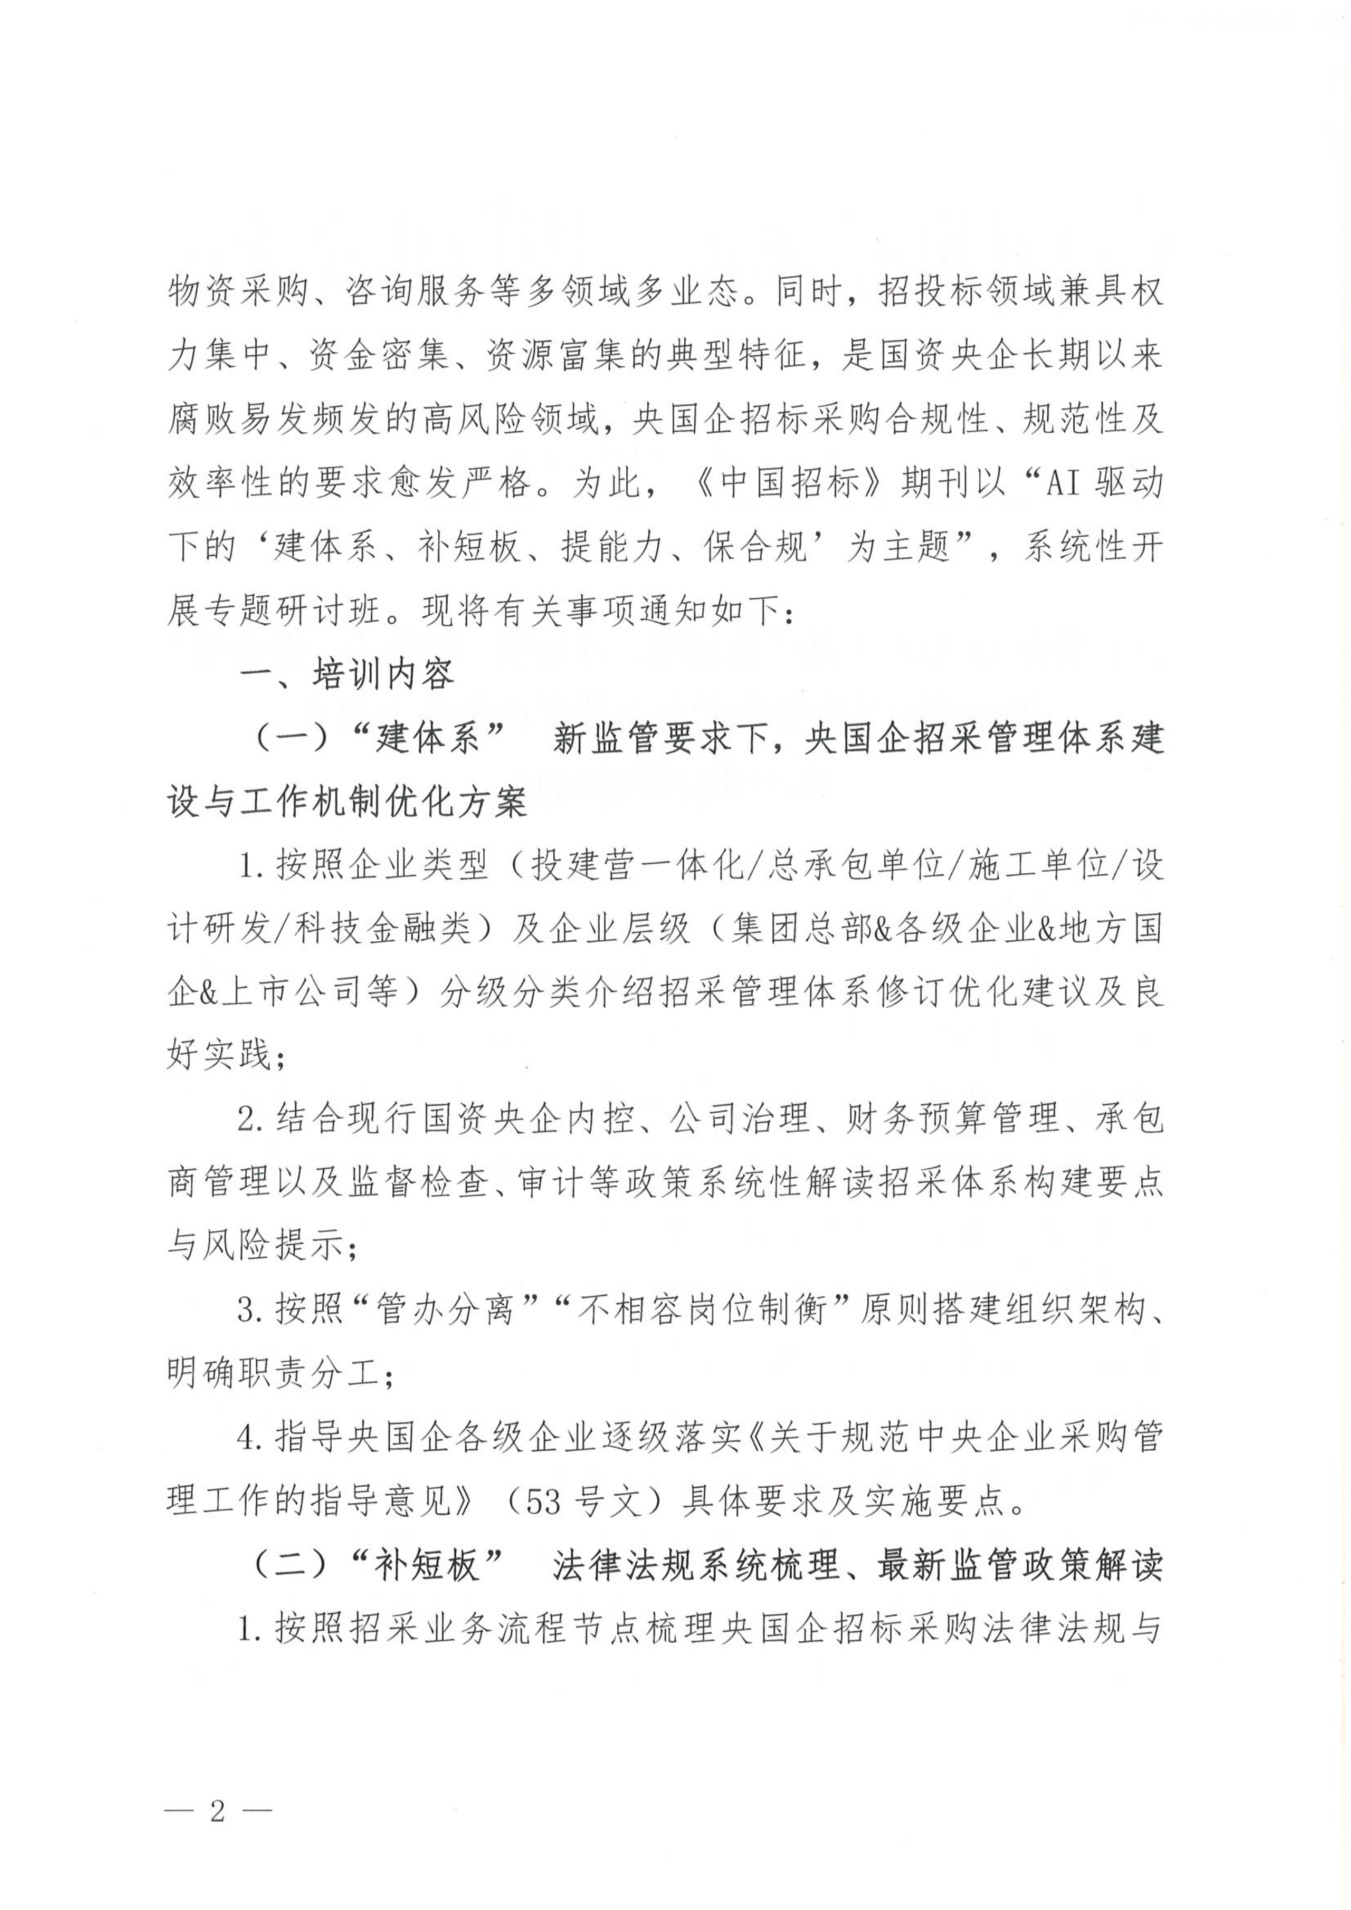 物资采购、咨询服务等多领域多业态。同时，招投标领域兼具权
力集中、资金密集、资源富集的典型特征，是国资央企长期以来
腐败易发频发的高风险领域，央国企招标采购合规性、规范性及
效率性的要求愈发严格。为此，《中国招标》期刊以“AI 驱动
下的‘建体系、补短板、提能力、保合规’为主题”，系统性开
展专题研讨班。现将有关事项通知如下：
一、培训内容
（一）“建体系” 新监管要求下，央国企招采管理体系建
设与工作机制优化方案
1.按照企业类型（投建营一体化/总承包单位/施工单位/设
计研发/科技金融类）及企业层级（集团总部&各级企业&地方国
企&上市公司等）分级分类介绍招采管理体系修订优化建议及良
好实践；
2.结合现行国资央企内控、公司治理、财务预算管理、承包
商管理以及监督检查、审计等政策系统性解读招采体系构建要点
与风险提示；
3.按照“管办分离”“不相容岗位制衡”原则搭建组织架构、
明确职责分工；
4.指导央国企各级企业逐级落实《关于规范中央企业采购管
理工作的指导意见》（53 号文）具体要求及实施要点。
（二）“补短板” 法律法规系统梳理、最新监管政策解读
1.按照招采业务流程节点梳理央国企招标采购法律法规与
— 2 —